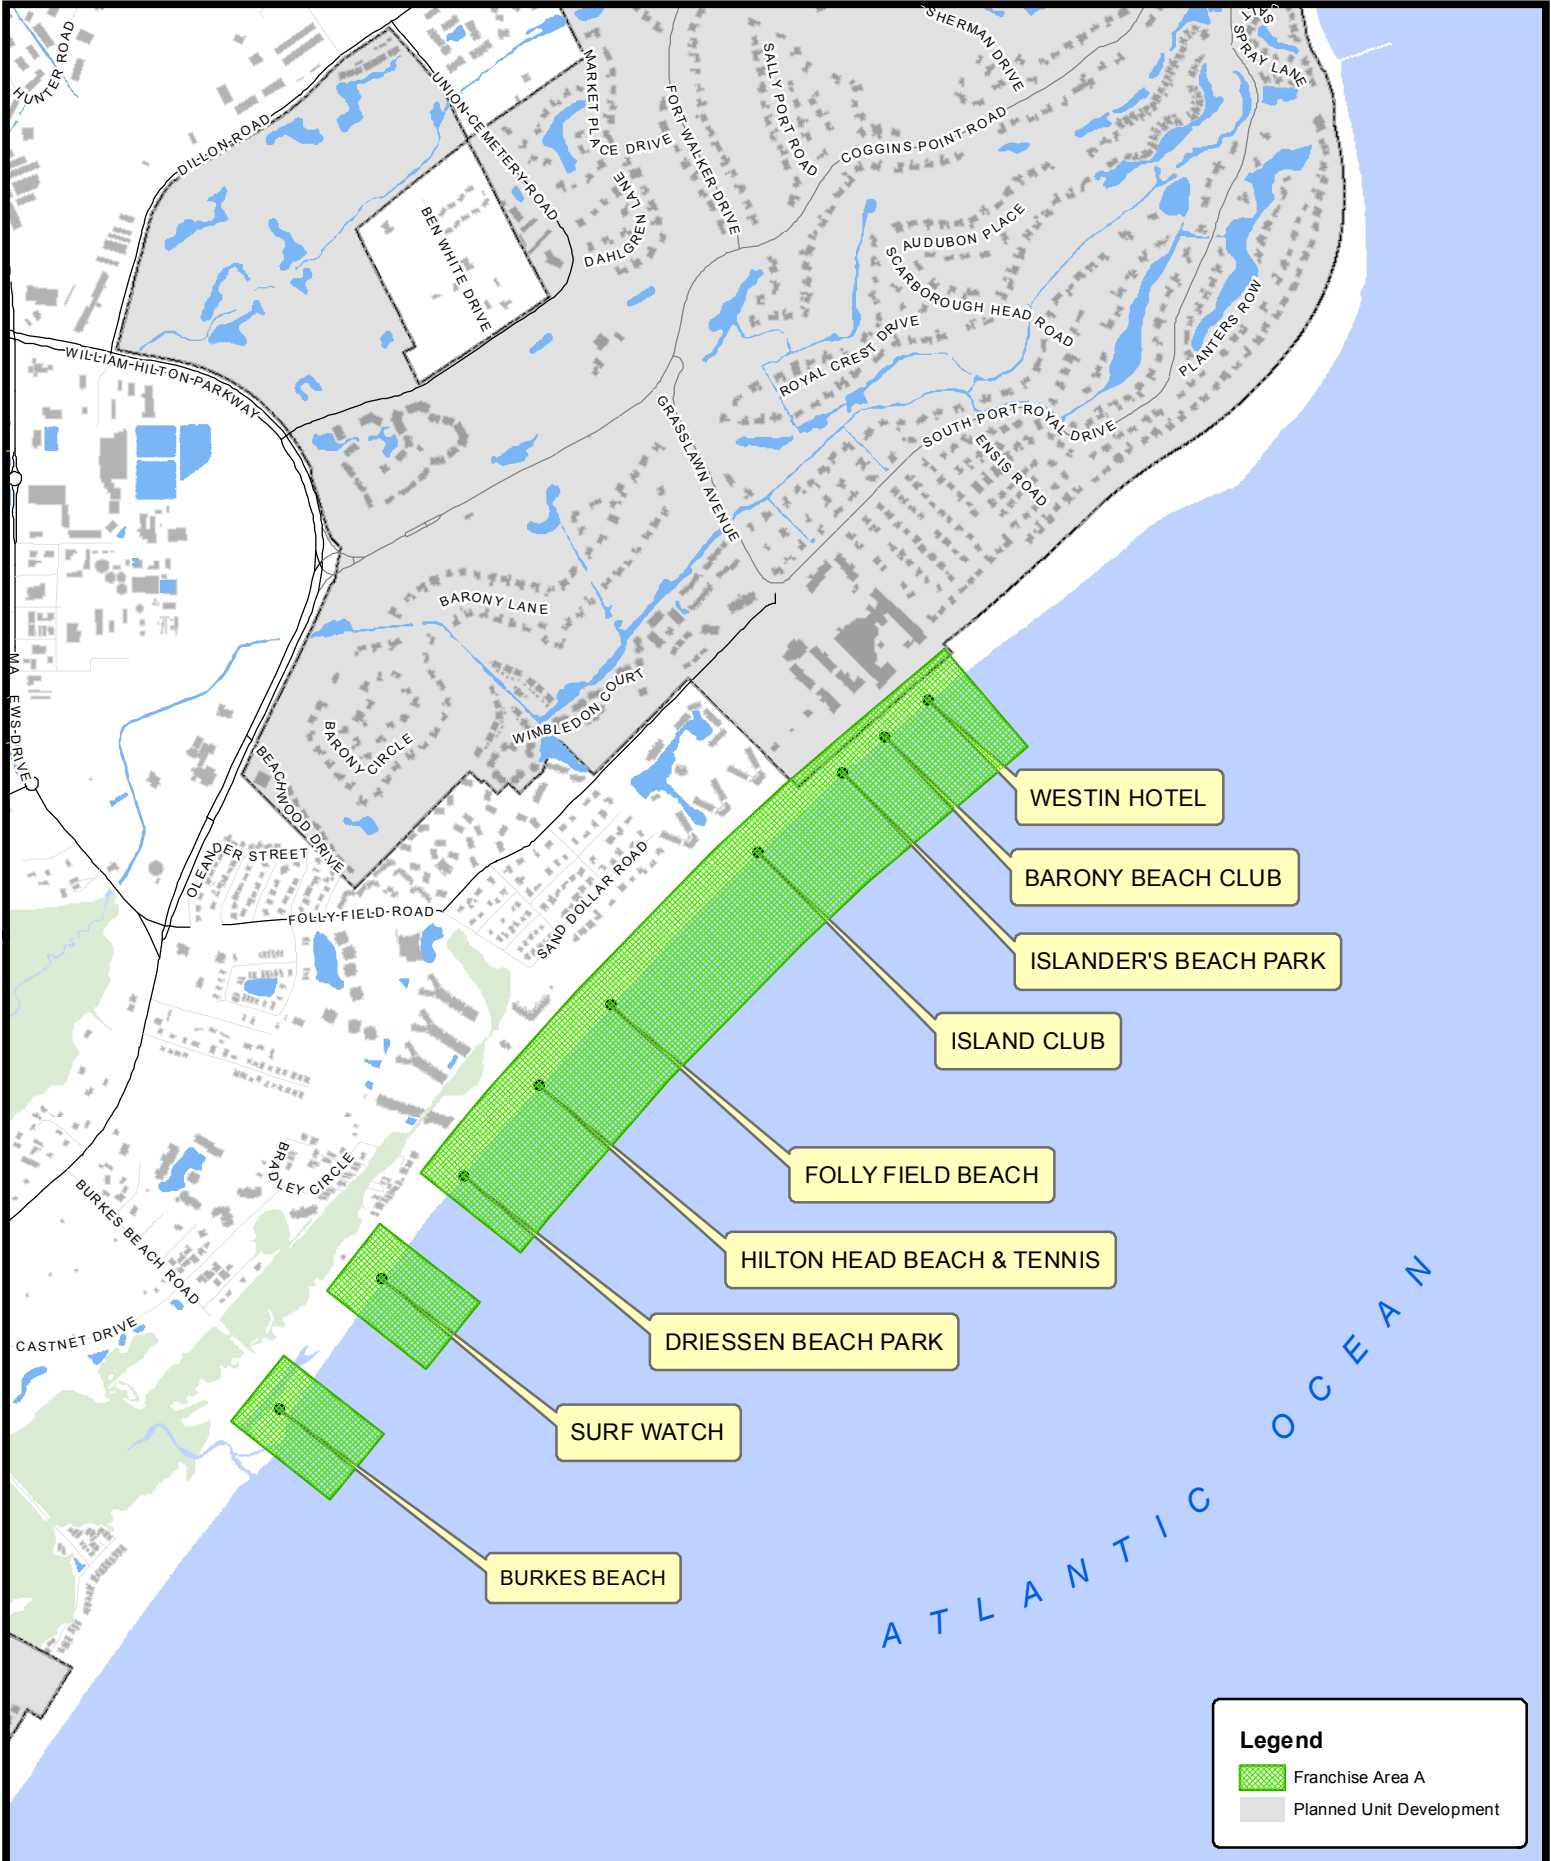 HUNTER ROAD
DILLON ROAD
UNION CEMETERY ROAD
MARKET PLACE DRIVE
FORT WALKER DRIVE
SALLY PORT ROAD
SHERMAN DRIVE
SPRAY LANE
COGGINS POINT ROAD
DAHLGREN LANE
BEN WHITE DRIVE
AUDUBON PLACE
SCARBOROUGH HEAD ROAD
PLANTERS ROW
ROYAL CREST DRIVE
WILLIAM HILTON PARKWAY
GRASSLAWN AVENUE
SOUTH PORT ROYAL DRIVE
ENSIS ROAD
BARONY LANE
MA EWS DRIVE
WIMBLEDON COURT
BARONY CIRCLE
BEACHWOOD DRIVE
OLEANDER STREET
SAND DOLLAR ROAD
FOLLY FIELD ROAD
WESTIN HOTEL
BARONY BEACH CLUB
ISLANDER'S BEACH PARK
ISLAND CLUB
FOLLY FIELD BEACH
BRADLEY CIRCLE
BURKES BEACH ROAD
HILTON HEAD BEACH & TENNIS
DRIESSEN BEACH PARK
CASTNET DRIVE
SURF WATCH
BURKES BEACH
ATLANTIC OCEAN
Legend
Franchise Area A
Planned Unit Development